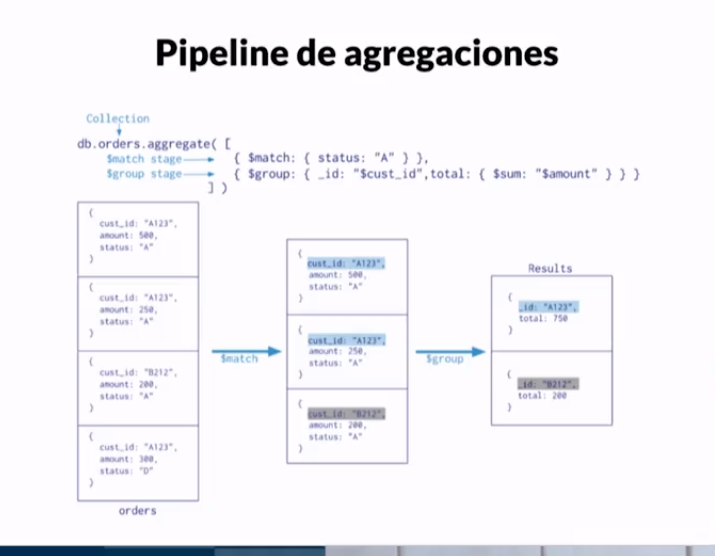 Pipeline de agregaciones
Collection
db.orders.aggregate( [
$match stage { $match: { status: "A" } },
$group stage { $group: { _id: "$cust_id",total: { $sum: "$amount" } } }
] )
{
cust_id: "A123",
amount: 500,
status: "A"
}
{
cust_id: "A123",
amount: 250,
status: "A"
}
{
cust_id: "B212",
amount: 200,
status: "A"
}
{
cust_id: "A123",
amount: 300,
status: "D"
}
orders
$match
{
cust_id: "A123",
amount: 500,
status: "A"
}
{
cust_id: "A123",
amount: 250,
status: "A"
}
{
cust_id: "B212",
amount: 200,
status: "A"
}
$group
Results
{
_id: "A123",
total: 750
}
{
_id: "B212",
total: 200
}